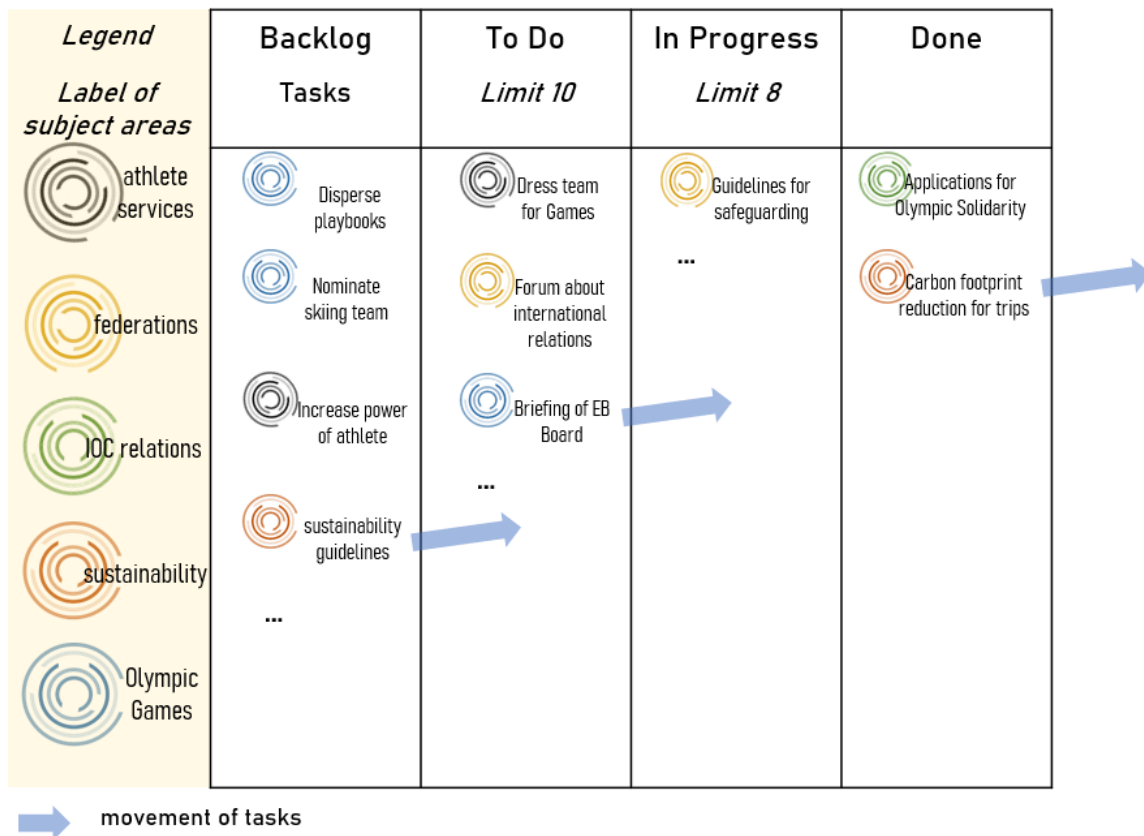 Legend
Label of
subject areas
athlete
services
federations
IOC relations
sustainability
Olympic
Games
Backlog
Tasks
Disperse
playbooks
Nominate
skiing team
Increase power
of athlete
sustainability
guidelines
...
To Do
Limit 10
Dress team
for Games
Forum about
international
relations
Briefing of EB
Board
...
In Progress
Limit 8
Guidelines for
safeguarding
...
Done
Applications for
Olympic Solidarity
Carbon footprint
reduction for trips
movement of tasks